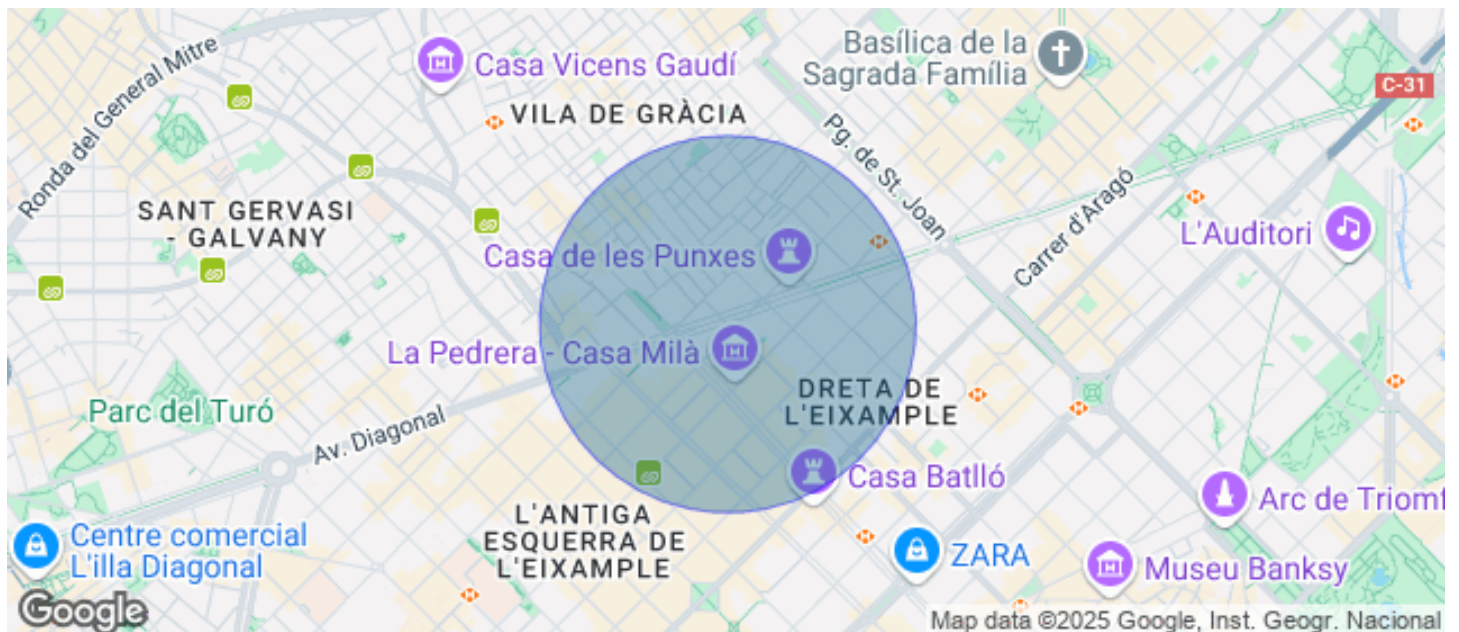 Ronda del General Mitre
Casa Vicens Gaudí
Basílica de la
Sagrada Família
C-31
VILA DE GRÀCIA
Pg. de St. Joan
SANT GERVASI
- GALVANY
Carrer d'Aragó
L'Auditori
Casa de les Punxes
La Pedrera - Casa Milà
DRETA DE
L'EIXAMPLE
Parc del Turó
Av. Diagonal
Casa Batlló
Arc de Triomf
L'ANTIGA
ESQUERRA DE
L'EIXAMPLE
Centre comercial
L'illa Diagonal
ZARA
Museu Banksy
Google
Map data ©2025 Google, Inst. Geogr. Nacional